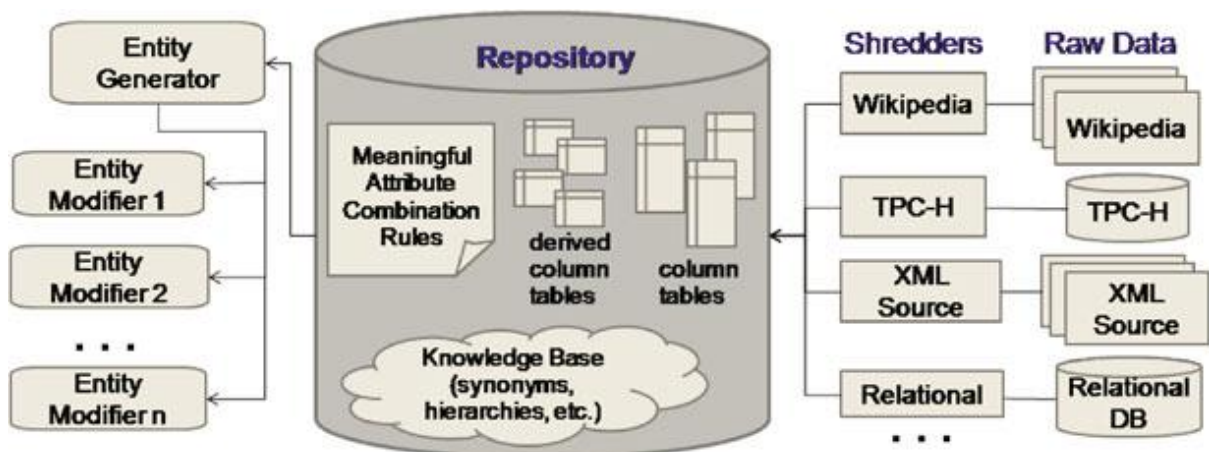 Entity
Generator
Entity
Modifier 1
Entity
Modifier 2
. . .
Entity
Modifier n
Repository
Meaningful
Attribute
Combination
Rules
derived
column
tables
column
tables
Knowledge Base
(synonyms,
hierarchies, etc.)
Shredders
Raw Data
Wikipedia
Wikipedia
TPC-H
TPC-H
XML
Source
XML
Source
Relational
Relational
DB
. . .